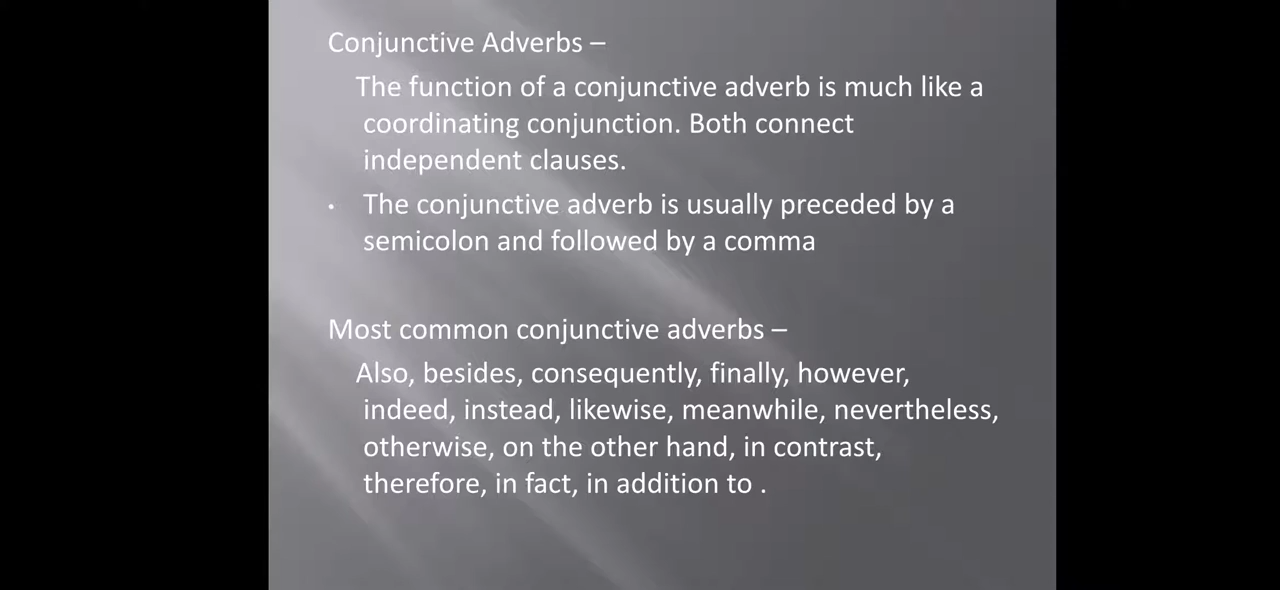 Conjunctive Adverbs –
The function of a conjunctive adverb is much like a
coordinating conjunction. Both connect
independent clauses.
• The conjunctive adverb is usually preceded by a
semicolon and followed by a comma
Most common conjunctive adverbs –
Also, besides, consequently, finally, however,
indeed, instead, likewise, meanwhile, nevertheless,
otherwise, on the other hand, in contrast,
therefore, in fact, in addition to .